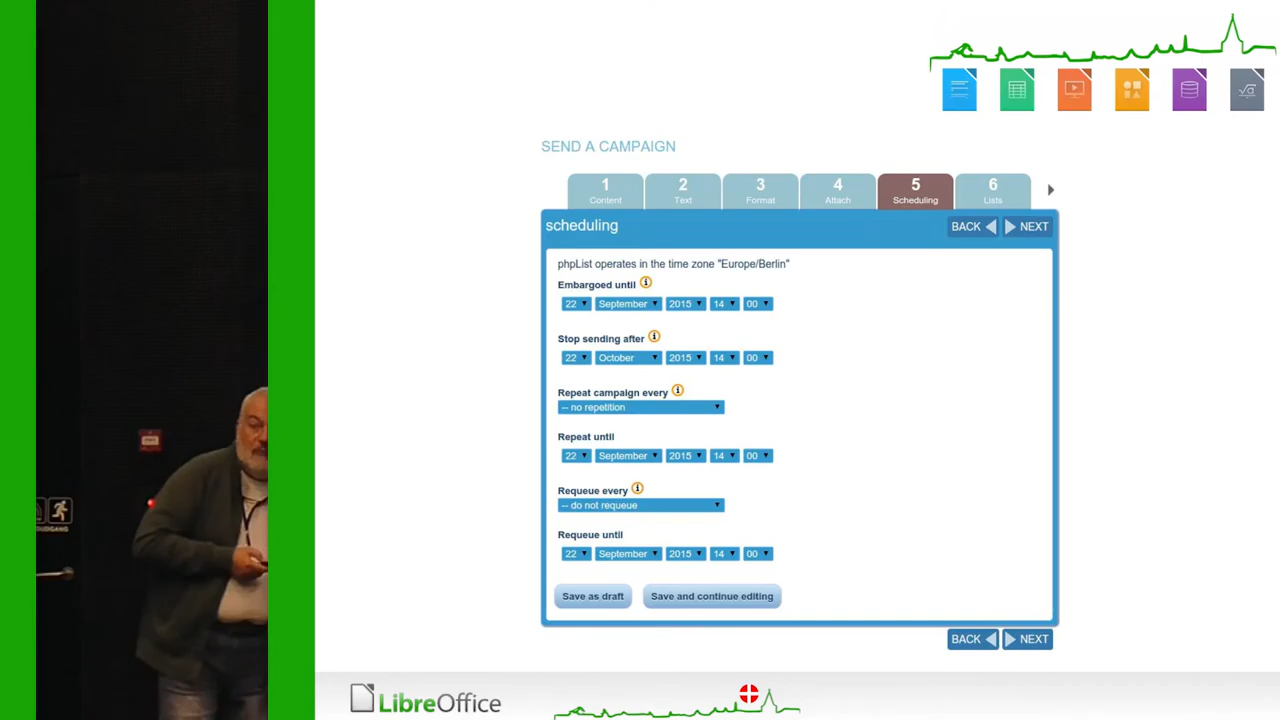 SEND A CAMPAIGN
1
Content
2
Text
3
Format
4
Attach
5
Scheduling
6
Lists
scheduling
BACK
NEXT
phpList operates in the time zone "Europe/Berlin"
Embargoed until
22 September 2015 14 00
Stop sending after
22 October 2015 14 00
Repeat campaign every
-- no repetition
Repeat until
22 September 2015 14 00
Requeue every
-- do not requeue
Requeue until
22 September 2015 14 00
Save as draft
Save and continue editing
BACK
NEXT
LibreOffice